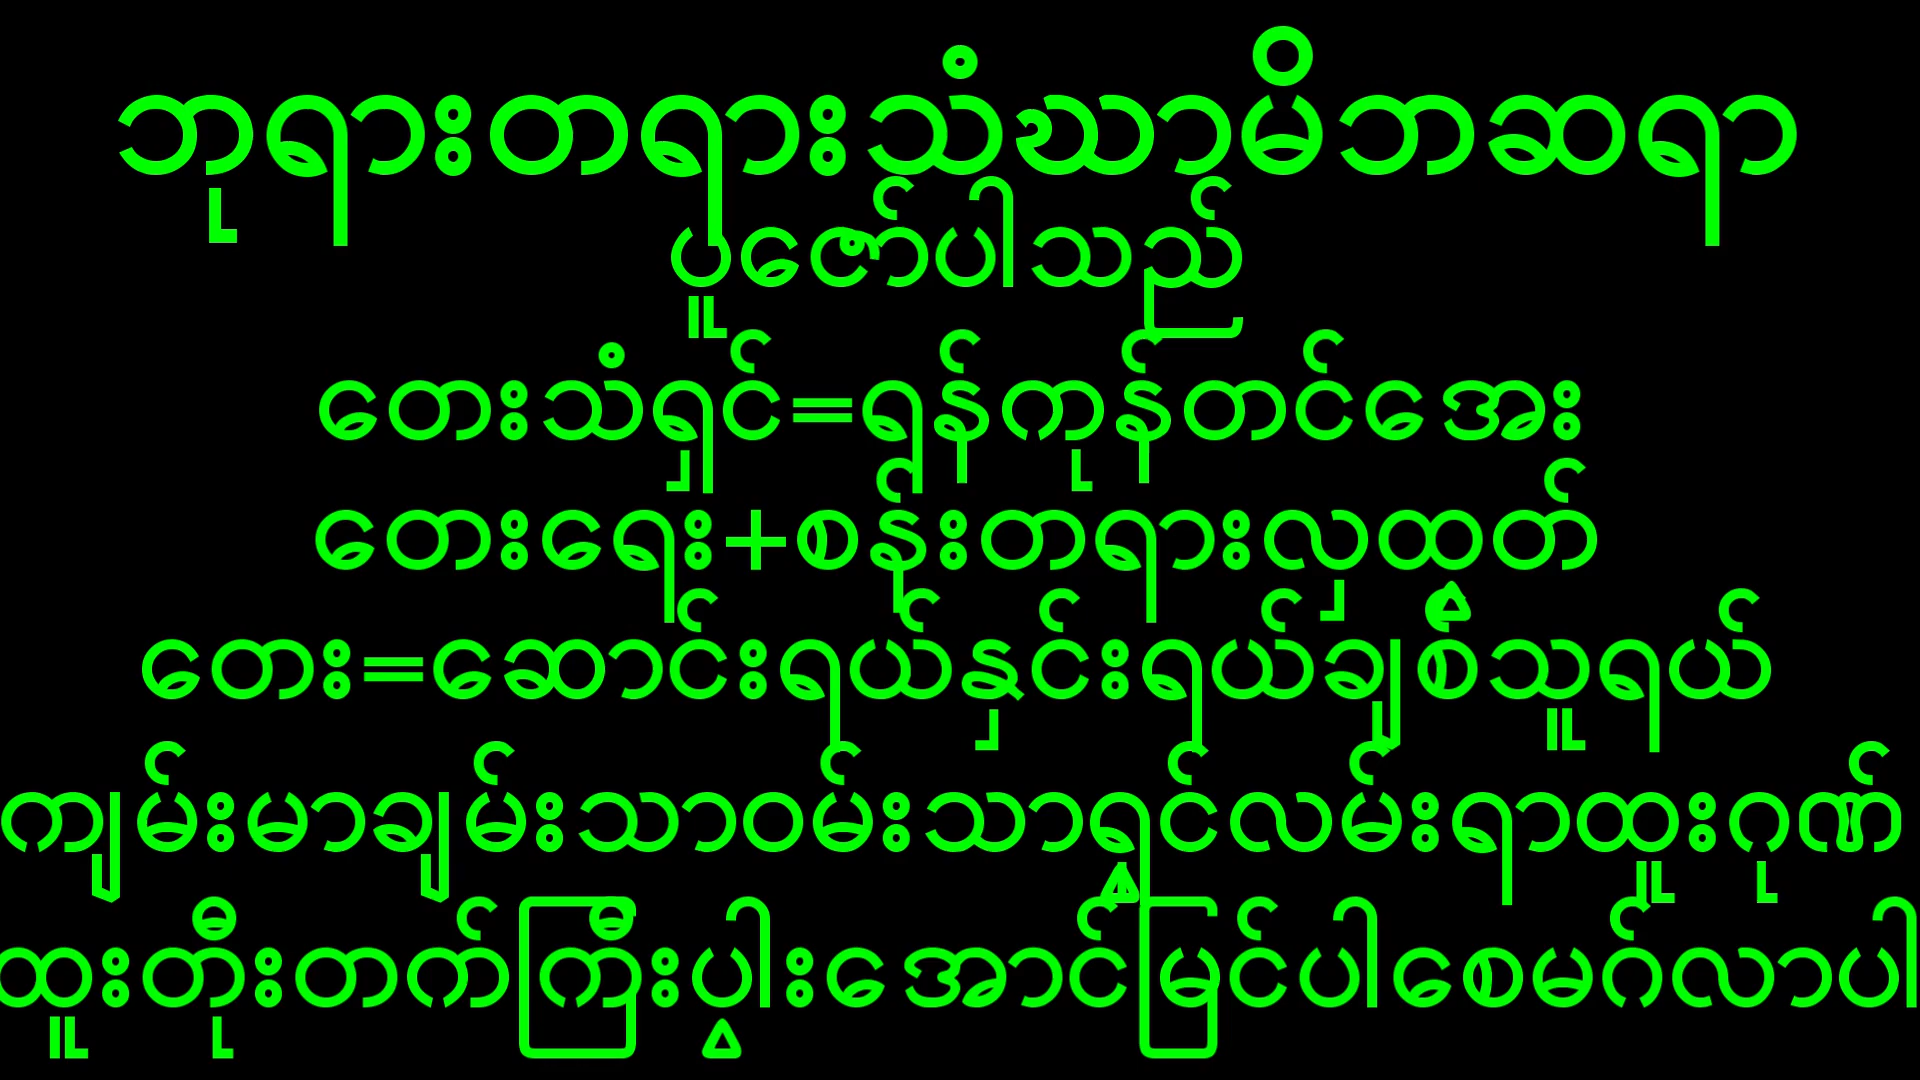 ဘုရားတရားသံဃာမိဘဆရာ
ပူဇော်ပါသည်
တေးသံရှင်=ရန်ကုန်တင်အေး
တေးရေး+စန်းတရားလှထွတ်
တေး=ဆောင်းရယ်နှင်းရယ်ချစ်သူရယ်
ကျမ်းမာချမ်းသာဝမ်းသာရွှင်လမ်းရာထူးဂုဏ်
ထူးတိုးတက်ကြီးပွါးအောင်မြင်ပါစေမင်္ဂလာပါ